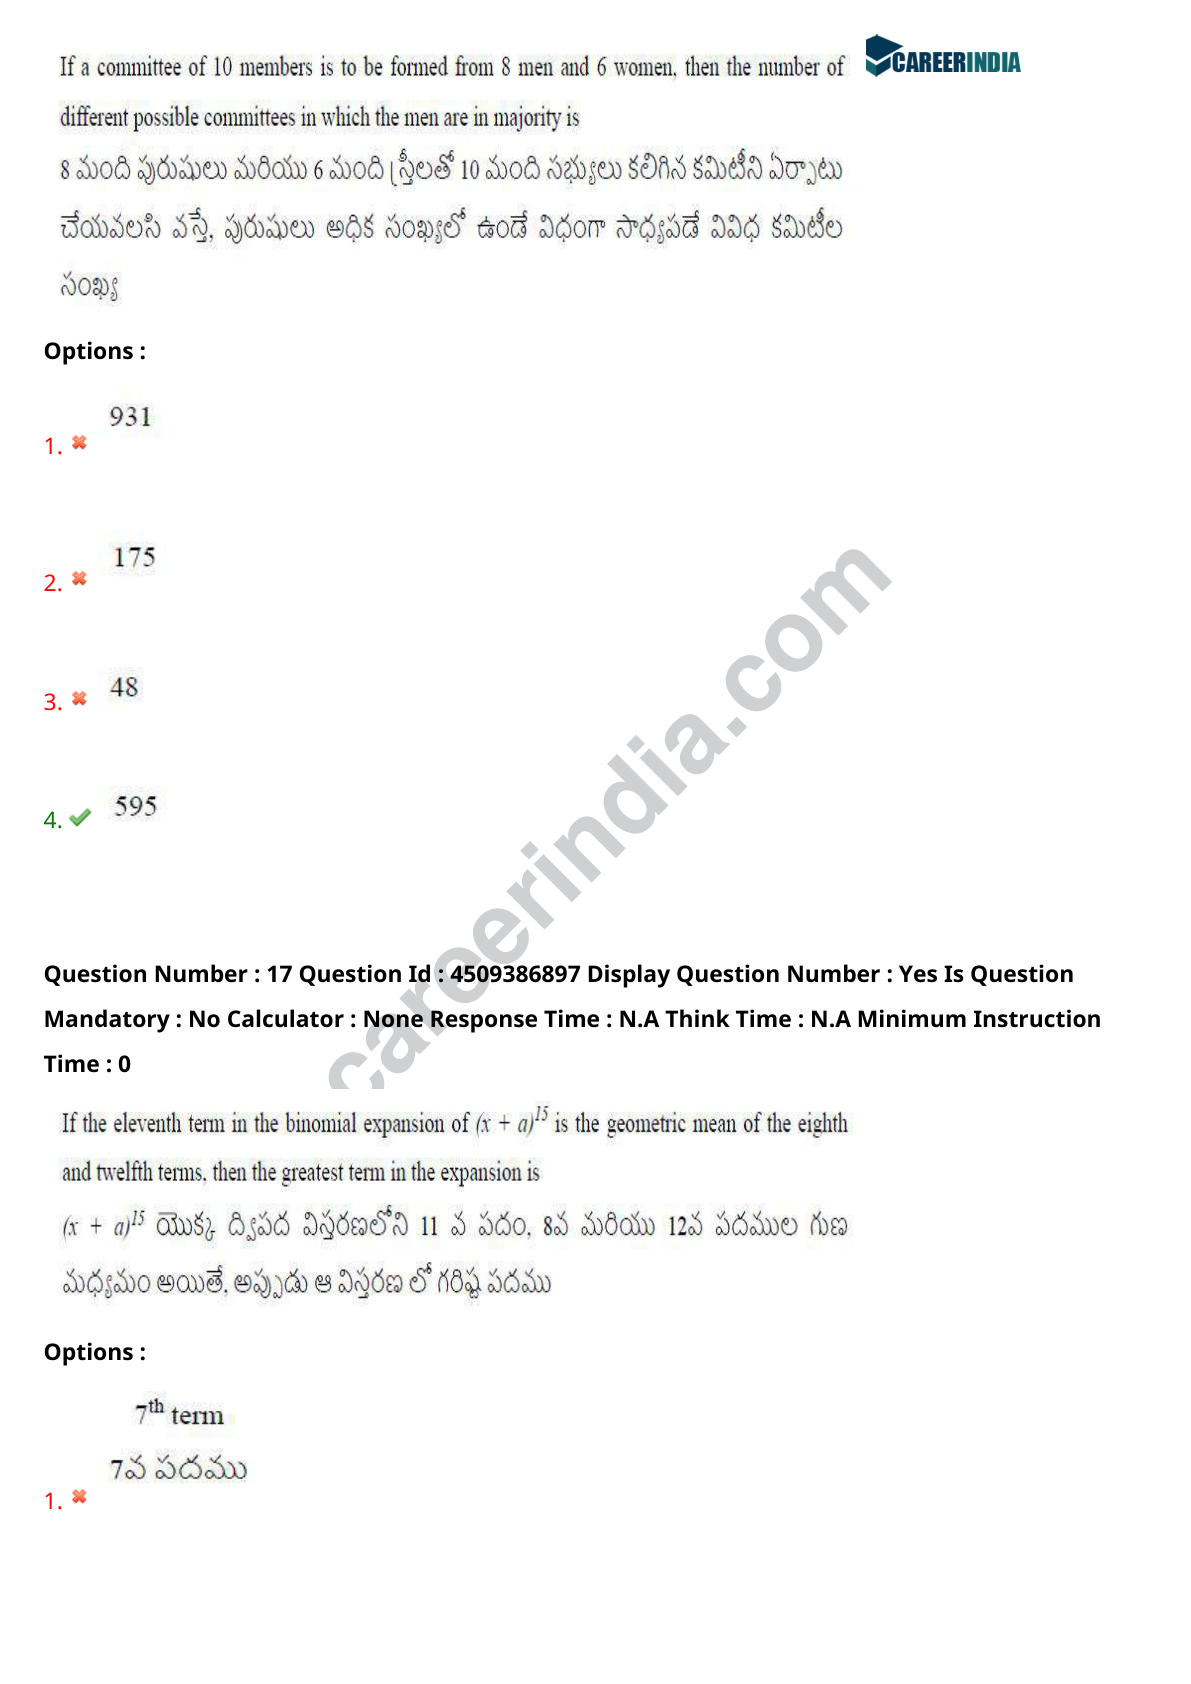 CAREERINDIA
If a committee of 10 members is to be formed from 8 men and 6 women, then the number of
different possible committees in which the men are in majority is
8 మంది పురుషులు మరియు 6 మంది స్త్రీలతో 10 మంది సభ్యులు కలిగిన కమిటీని ఏర్పాటు
చేయవలసి వస్తే, పురుషులు అధిక సంఖ్యలో ఉండే విధంగా సాధ్యపడే వివిధ కమిటీల
సంఖ్య
Options :
931
1.
175
2.
48
3.
595
4.
careerindia.com
Question Number : 17 Question Id : 4509386897 Display Question Number : Yes Is Question
Mandatory : No Calculator : None Response Time : N.A Think Time : N.A Minimum Instruction
Time : 0
If the eleventh term in the binomial expansion of (x + a)^15 is the geometric mean of the eighth
and twelfth terms, then the greatest term in the expansion is
(x + a)^15 యొక్క ద్విపద విస్తరణలోని 11 వ పదం, 8వ మరియు 12వ పదముల గుణ
మధ్యమం అయితే, అప్పుడు ఆ విస్తరణ లో గరిష్ట పదము
Options :
7th term
7వ పదము
1.